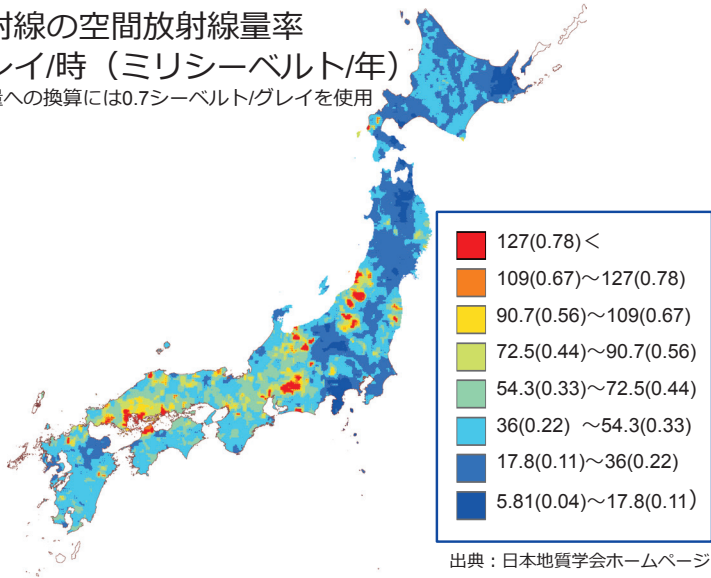 射線の空間放射線量率
レイ/時（ミリシーベルト/年）
量への換算には0.7シーベルト/グレイを使用
127(0.78)＜
109(0.67)～127(0.78)
90.7(0.56)～109(0.67)
72.5(0.44)～90.7(0.56)
54.3(0.33)～72.5(0.44)
36(0.22) ～54.3(0.33)
17.8(0.11)～36(0.22)
5.81(0.04)～17.8(0.11）
出典：日本地質学会ホームページ